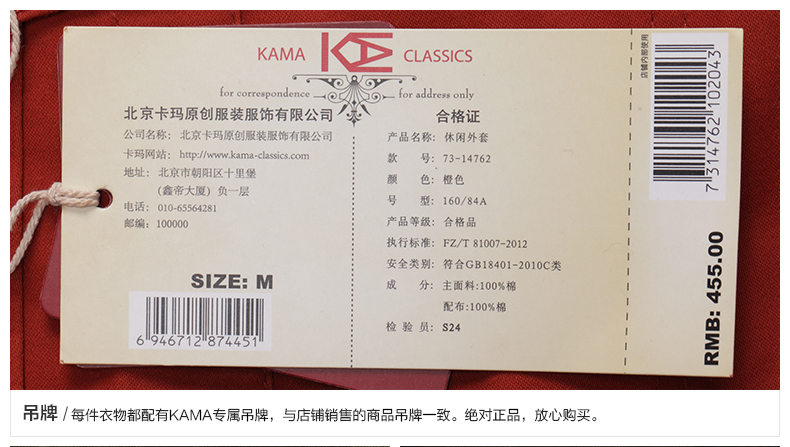 KAMA KA CLASSICS
for correspondence for address only
北京卡玛原创服装服饰有限公司
公司名称: 北京卡玛原创服装服饰有限公司
卡玛网站: http://www.kama-classics.com
地址: 北京市朝阳区十里堡
(鑫帝大厦) 负一层
电话: 010-65564281
邮编: 100000
SIZE: M
6 946712 874451
合格证
产品名称: 休闲外套
款 号: 73-14762
颜 色: 橙色
号 型: 160/84A
产品等级: 合格品
执行标准: FZ/T 81007-2012
安全类别: 符合GB18401-2010C类
成 分: 主面料:100%棉
配布:100%棉
检 验 员: S24
店铺内部使用
7 314762 102043
RMB: 455.00
吊牌 / 每件衣物都配有KAMA专属吊牌，与店铺销售的商品吊牌一致。绝对正品，放心购买。